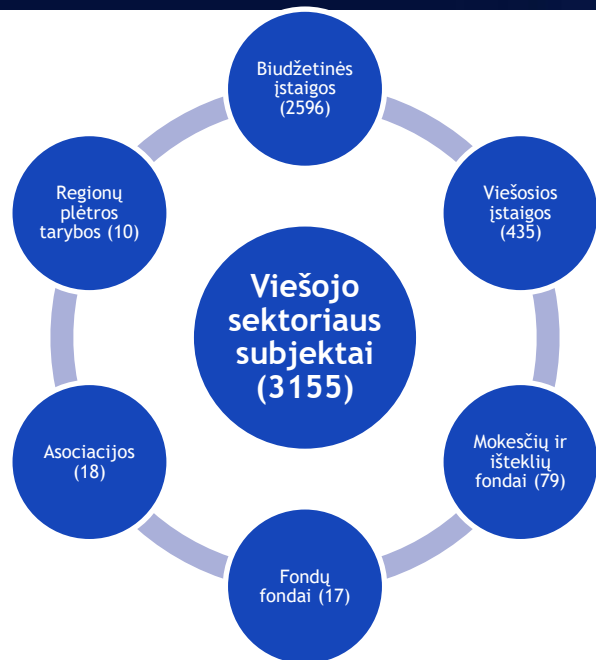 Biudžetinės
įstaigos
(2596)
Viešosios
įstaigos
(435)
Mokesčių ir
išteklių
fondai (79)
Fondų
fondai (17)
Asociacijos
(18)
Regionų
plėtros
tarybos (10)
Viešojo
sektoriaus
subjektai
(3155)